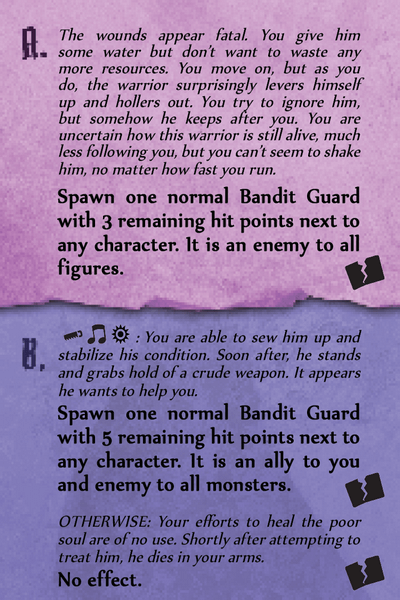 A. The wounds appear fatal. You give him
some water but don't want to waste any
more resources. You move on, but as you
do, the warrior surprisingly levers himself
up and hollers out. You try to ignore him,
but somehow he keeps after you. You are
uncertain how this warrior is still alive, much
less following you, but you can't seem to shake
him, no matter how fast you run.
Spawn one normal Bandit Guard
with 3 remaining hit points next to
any character. It is an enemy to all
figures.
B. : You are able to sew him up and
stabilize his condition. Soon after, he stands
and grabs hold of a crude weapon. It appears
he wants to help you.
Spawn one normal Bandit Guard
with 5 remaining hit points next to
any character. It is an ally to you
and enemy to all monsters.
OTHERWISE: Your efforts to heal the poor
soul are of no use. Shortly after attempting to
treat him, he dies in your arms.
No effect.